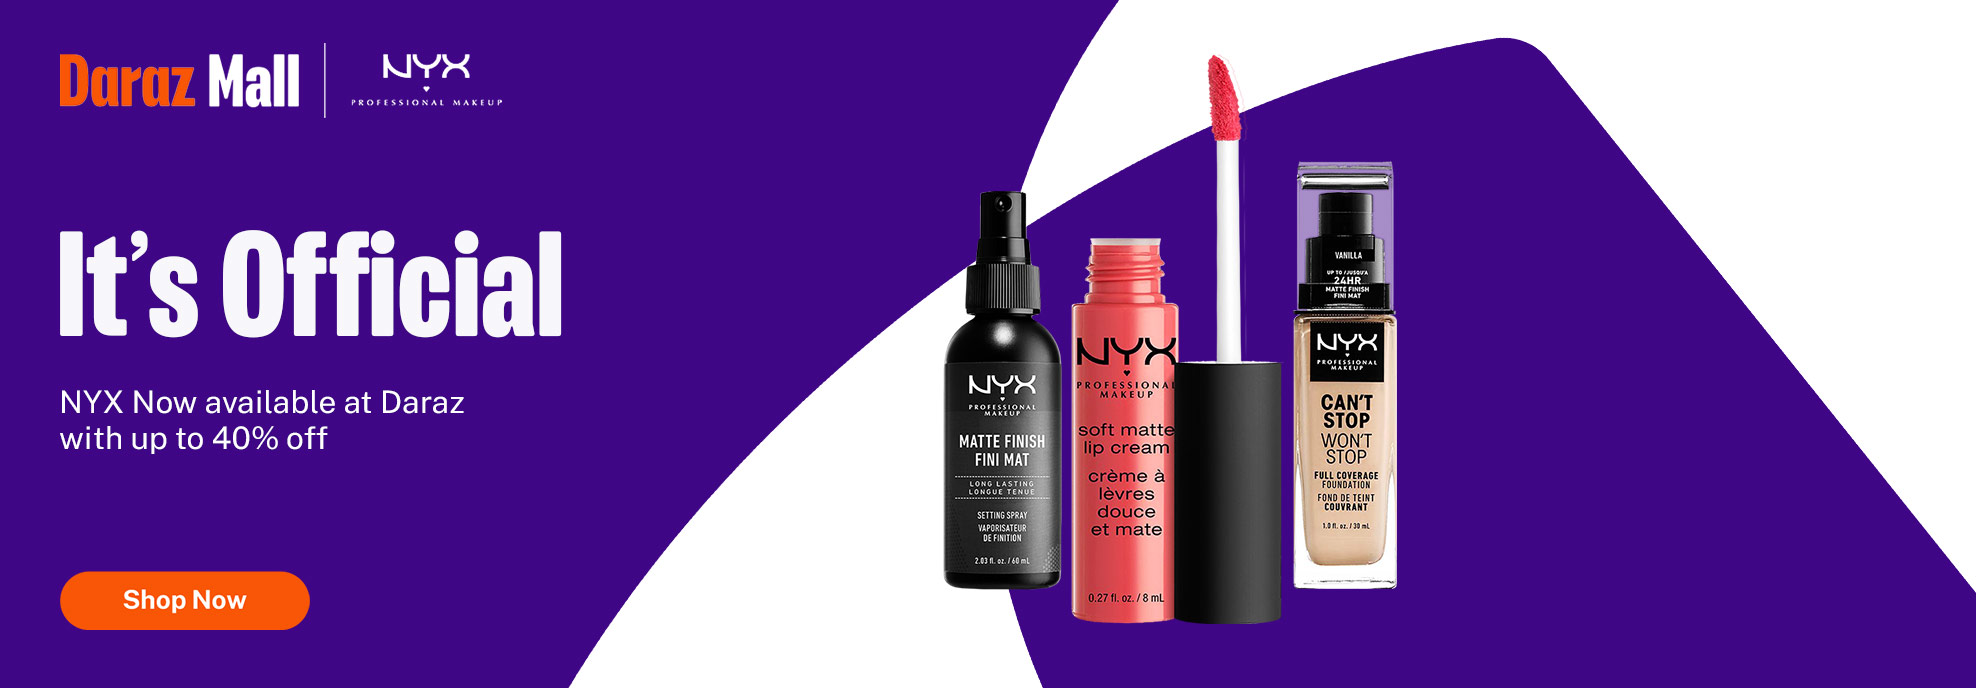 Daraz Mall
NYX
PROFESSIONAL MAKEUP
It's Official
NYX Now available at Daraz
with up to 40% off
Shop Now
NYX
PROFESSIONAL
MAKEUP
MATTE FINISH
FINI MAT
LONG LASTING
LONGUE TENUE
SETTING SPRAY
VAPORISATEUR
DE FINITION
2.03 fl. oz. / 60 mL
NYX
PROFESSIONAL
MAKEUP
soft matte
lip cream
crème à
lèvres
douce
et mate
0.27 fl. oz. / 8 mL
VANILLA
UP TO / JUSQU'A
24HR
MATTE FINISH
FINI MAT
NYX
PROFESSIONAL
MAKEUP
CAN'T
STOP
WON'T
STOP
FULL COVERAGE
FOUNDATION
FOND DE TEINT
COUVRANT
1.0 fl. oz. / 30 mL